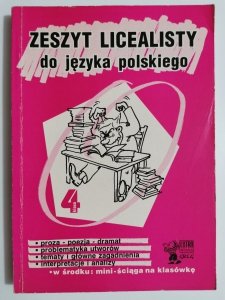 ZESZYT LICEALISTY
do języka polskiego
4
• proza - poezja - dramat
• problematyka utworów
• tematy i główne zagadnienia
• interpretacje i analizy
• w środku: mini-ściąga na klasówkę